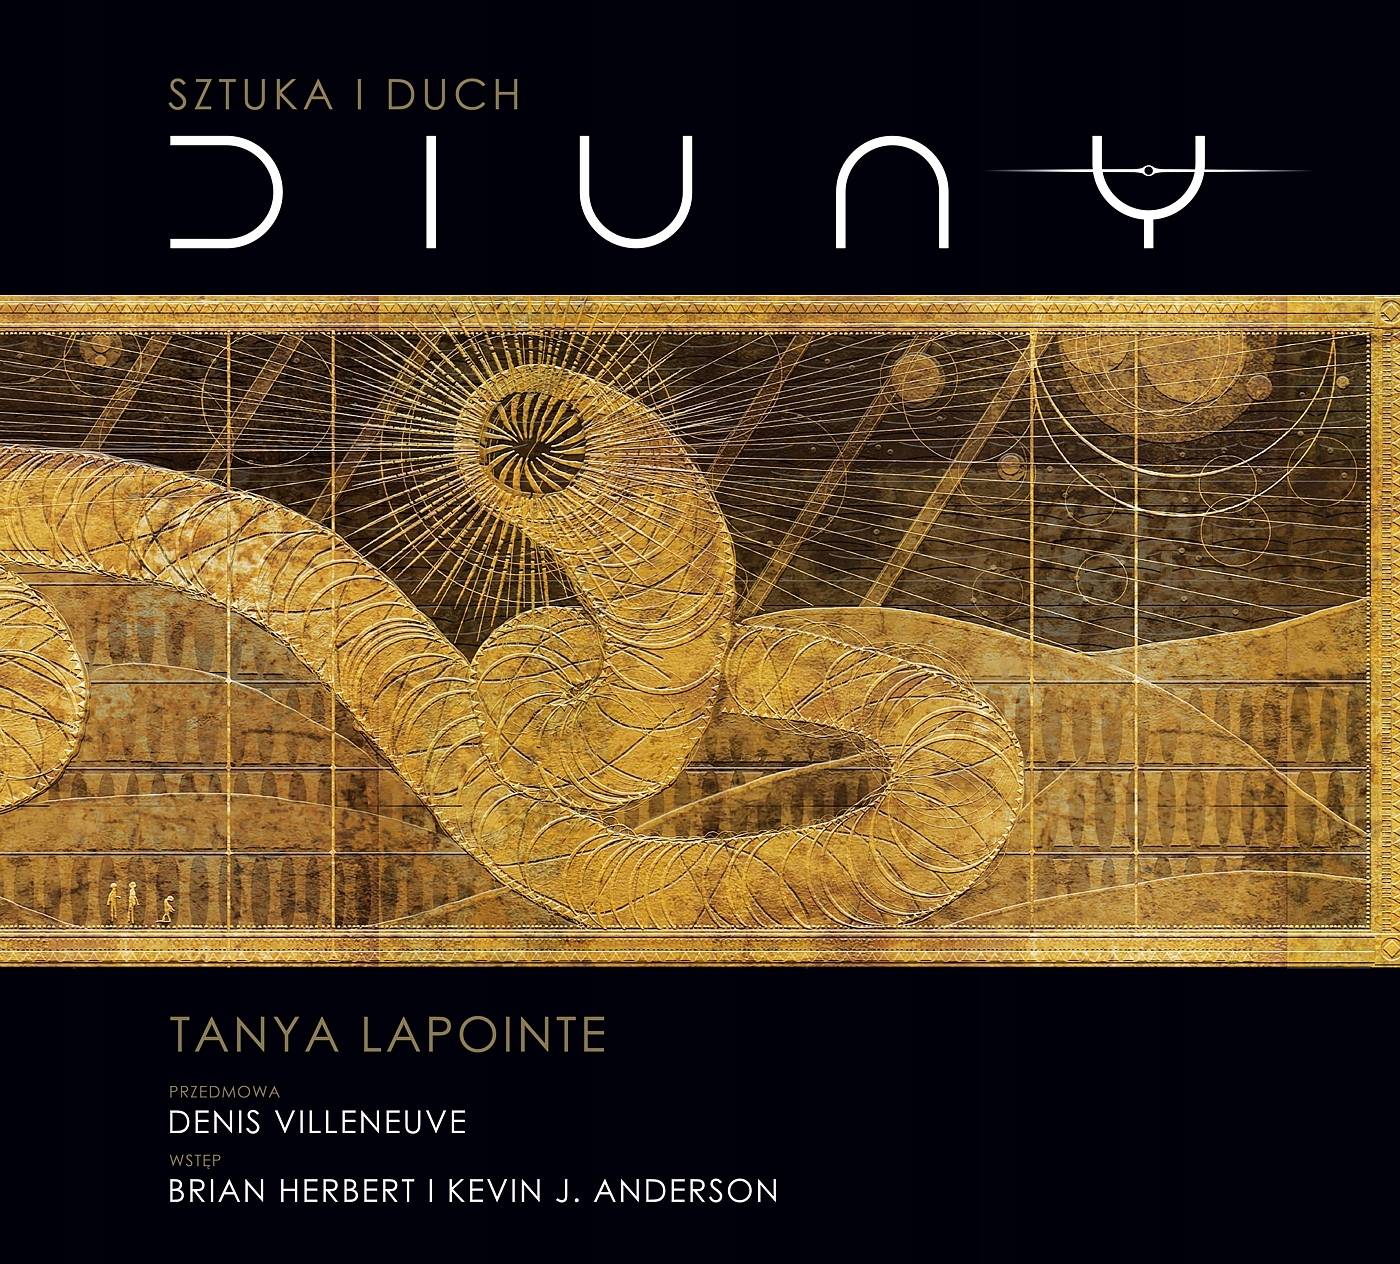 SZTUKA I DUCH
DIUNY
TANYA LAPOINTE
PRZEDMOWA
DENIS VILLENEUVE
WSTĘP
BRIAN HERBERT I KEVIN J. ANDERSON